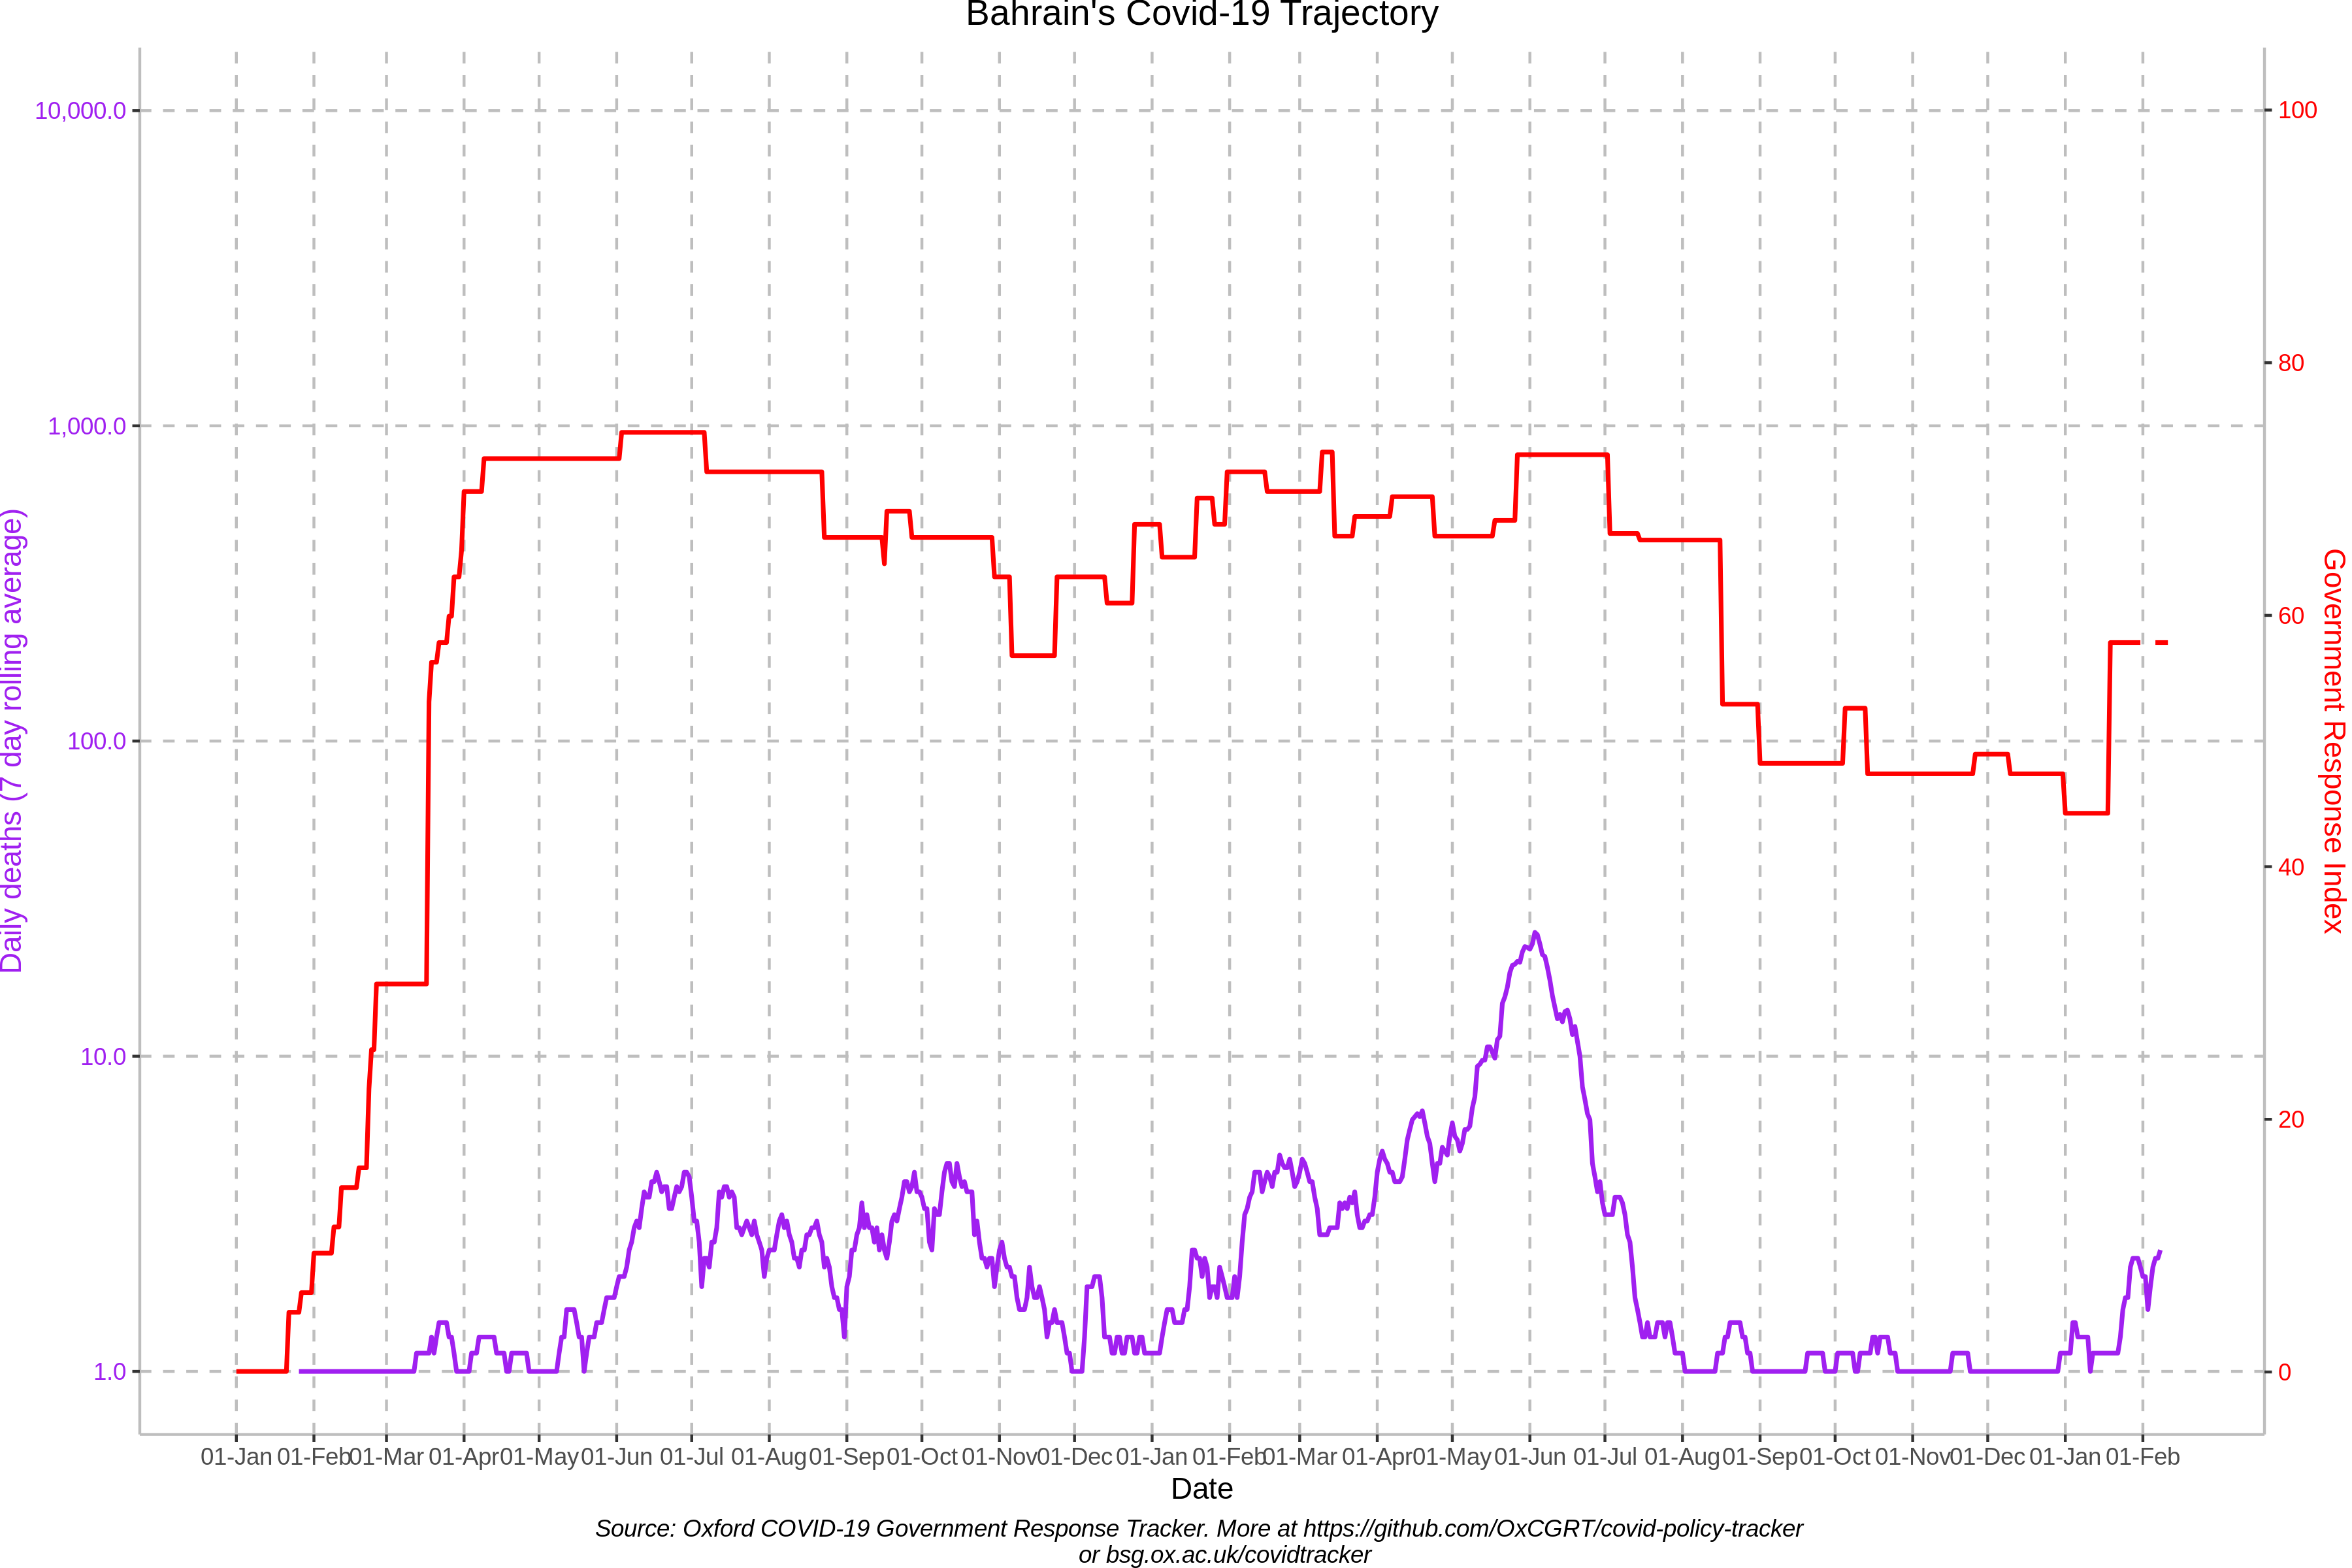 Bahrain's Covid-19 Trajectory
10,000.0
1,000.0
100.0
10.0
1.0
Daily deaths (7 day rolling average)
100
80
60
40
20
0
Government Response Index
01-Jan 01-Feb 01-Mar 01-Apr 01-May 01-Jun 01-Jul 01-Aug 01-Sep 01-Oct 01-Nov 01-Dec 01-Jan 01-Feb 01-Mar 01-Apr 01-May 01-Jun 01-Jul 01-Aug 01-Sep 01-Oct 01-Nov 01-Dec 01-Jan 01-Feb
Date
Source: Oxford COVID-19 Government Response Tracker. More at https://github.com/OxCGRT/covid-policy-tracker
or bsg.ox.ac.uk/covidtracker